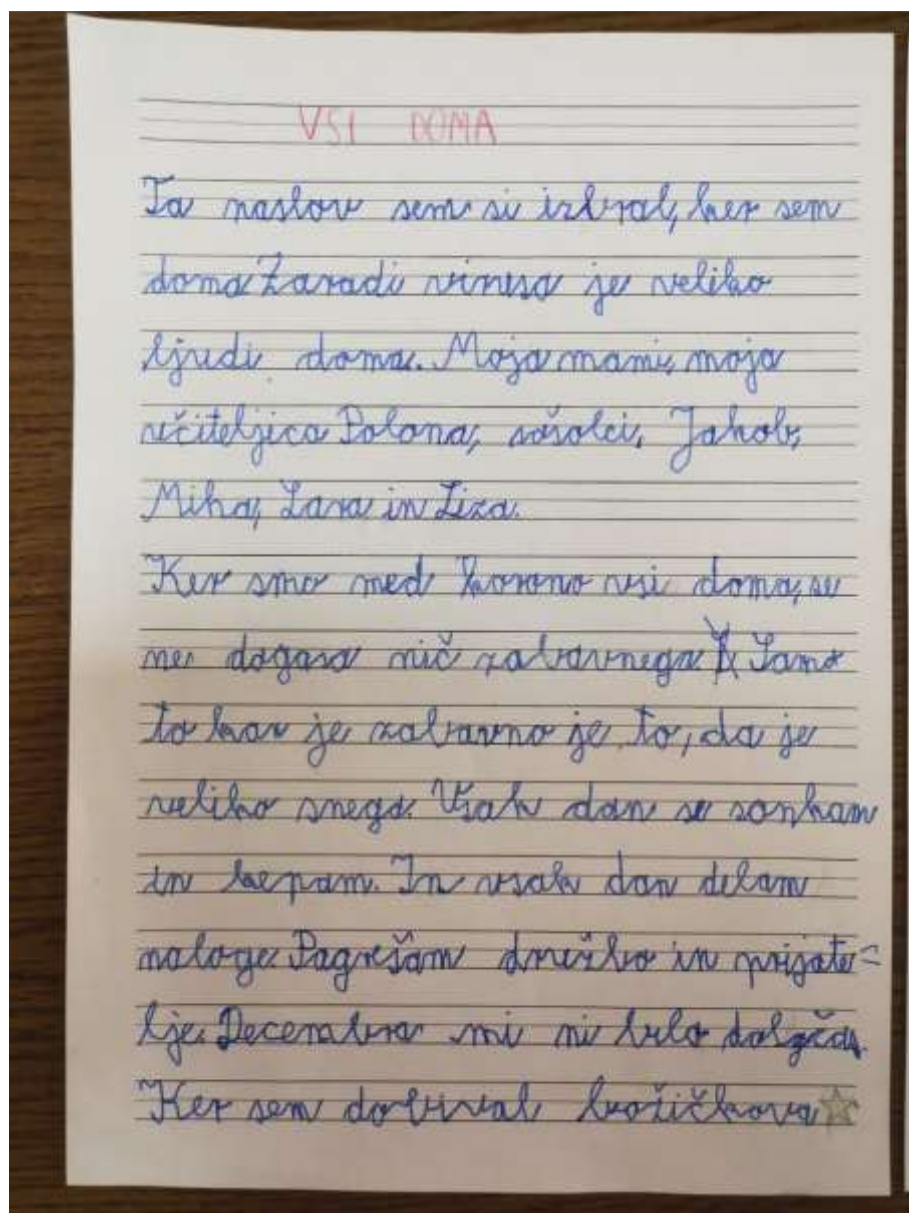 VSI DOMA
Ta naslov sem si izbral, ker sem
doma Zaradi virusa je veliko
ljudi doma. Moja mami, moja
učiteljica Polona, sošolci, Jakob,
Miha, Lara in Liza.
Ker smo med korono vsi doma, se
ne dogaja nič zabavnega Samo
to kar je zabavno je to, da je
veliko snega. Vsak dan se sankam
in kepam. In vsak dan delam
naloge. Pogrešam družbo in prijate=
lje. Decembra mi ni bilo dolgčas.
Ker sem dobival božičkova